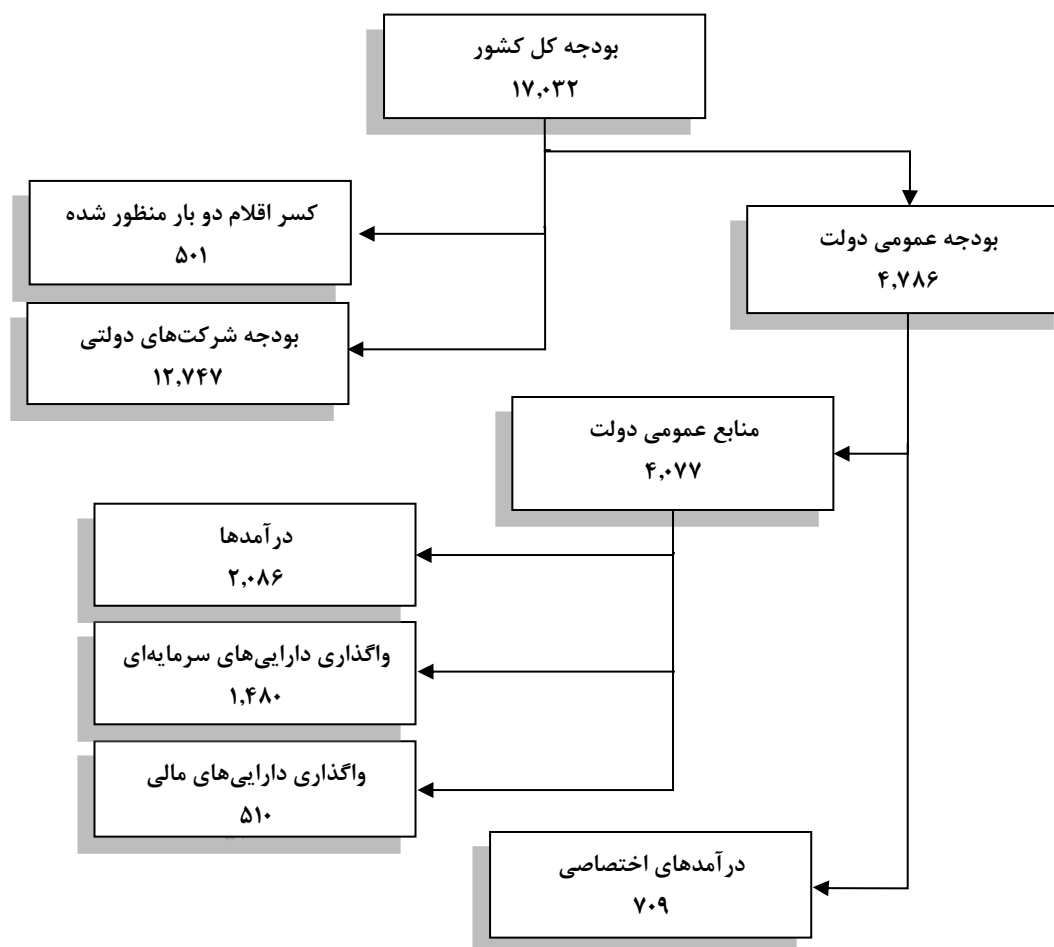 بودجه کل کشور
۱۷,۰۳۲
کسر اقلام دو بار منظور شده
۵۰۱
بودجه عمومی دولت
۴,۷۸۶
بودجه شرکت‌های دولتی
۱۲,۷۴۷
منابع عمومی دولت
۴,۰۷۷
درآمدها
۲,۰۸۶
واگذاری دارایی‌های سرمایه‌ای
۱,۴۸۰
واگذاری دارایی‌های مالی
۵۱۰
درآمدهای اختصاصی
۷۰۹